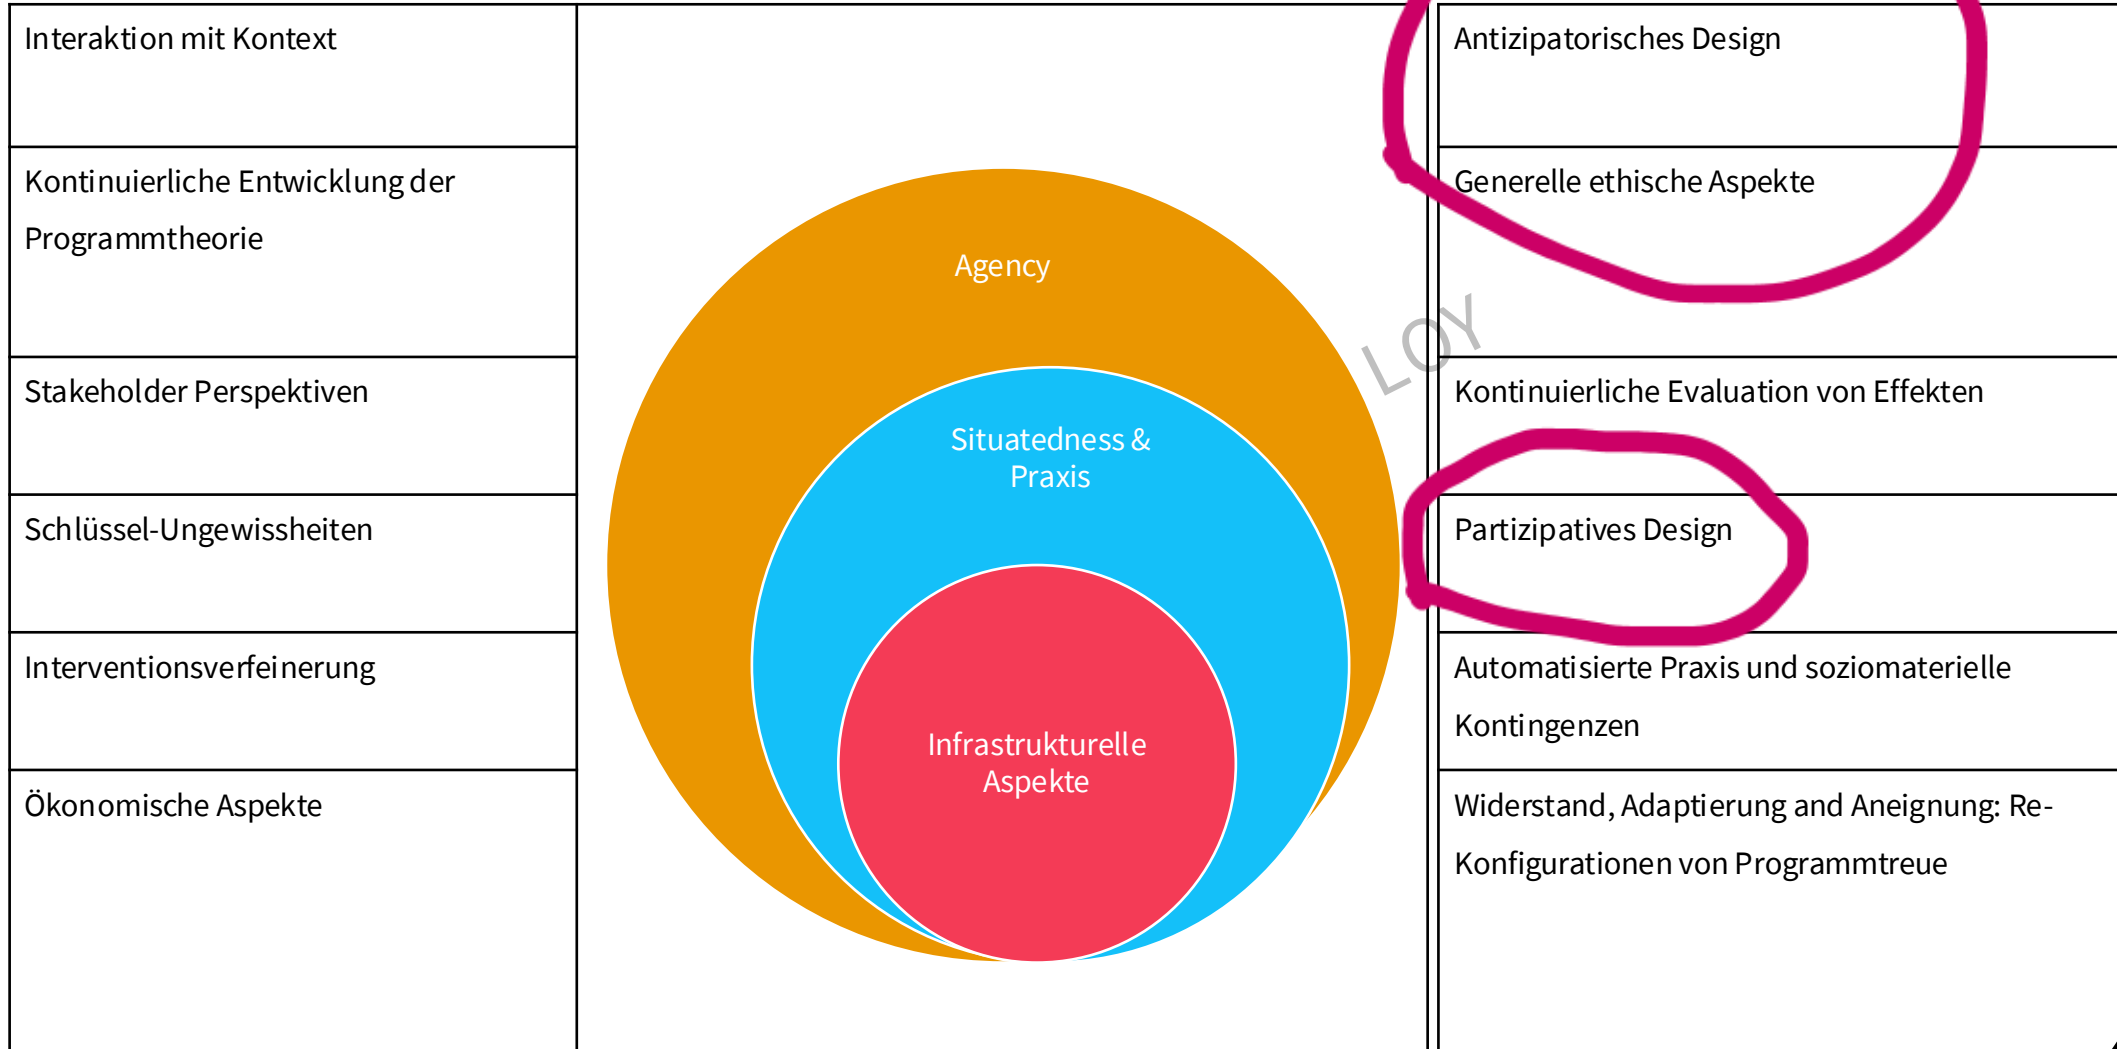 Interaktion mit Kontext
Kontinuierliche Entwicklung der
Programmtheorie
Stakeholder Perspektiven
Schlüssel-Ungewissheiten
Interventionsverfeinerung
Ökonomische Aspekte
Agency
Situatedness &
Praxis
Infrastrukturelle
Aspekte
LOY
Antizipatorisches Design
Generelle ethische Aspekte
Kontinuierliche Evaluation von Effekten
Partizipatives Design
Automatisierte Praxis und soziomaterielle
Kontingenzen
Widerstand, Adaptierung and Aneignung: Re-
Konfigurationen von Programmtreue